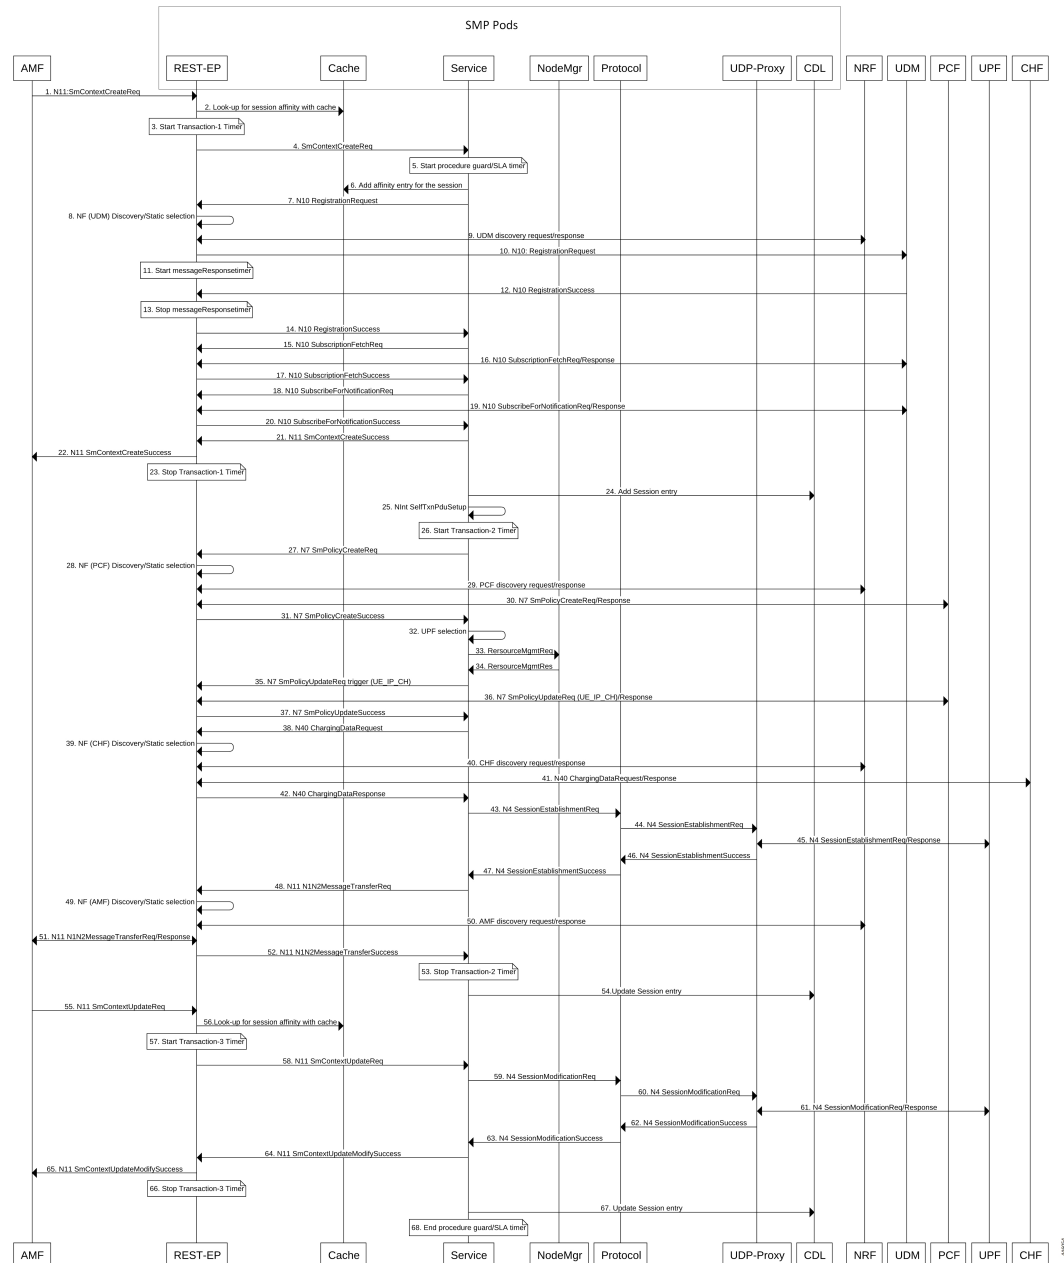 SMP Pods
AMF
REST-EP
Cache
Service
NodeMgr
Protocol
UDP-Proxy
CDL
NRF
UDM
PCF
UPF
CHF
1. N11:SmContextCreateReq
2. Look-up for session affinity with cache
3. Start Transaction-1 Timer
4. SmContextCreateReq
5. Start procedure guard/SLA timer
6. Add affinity entry for the session
7. N10 RegistrationRequest
8. NF (UDM) Discovery/Static selection
9. UDM discovery request/response
10. N10: RegistrationRequest
11. Start messageResponsetimer
12. N10 RegistrationSuccess
13. Stop messageResponsetimer
14. N10 RegistrationSuccess
15. N10 SubscriptionFetchReq
16. N10 SubscriptionFetchReq/Response
17. N10 SubscriptionFetchSuccess
18. N10 SubscribeForNotificationReq
19. N10 SubscribeForNotificationReq/Response
20. N10 SubscribeForNotificationSuccess
21. N11 SmContextCreateSuccess
22. N11 SmContextCreateSuccess
23. Stop Transaction-1 Timer
24. Add Session entry
25. NInt SelfTxnPduSetup
26. Start Transaction-2 Timer
27. N7 SmPolicyCreateReq
28. NF (PCF) Discovery/Static selection
29. PCF discovery request/response
30. N7 SmPolicyCreateReq/Response
31. N7 SmPolicyCreateSuccess
32. UPF selection
33. RersourceMgmtReq
34. RersourceMgmtRes
35. N7 SmPolicyUpdateReq trigger (UE_IP_CH)
36. N7 SmPolicyUpdateReq (UE_IP_CH)/Response
37. N7 SmPolicyUpdateSuccess
38. N40 ChargingDataRequest
39. NF (CHF) Discovery/Static selection
40. CHF discovery request/response
41. N40 ChargingDataRequest/Response
42. N40 ChargingDataResponse
43. N4 SessionEstablishmentReq
44. N4 SessionEstablishmentReq
45. N4 SessionEstablishmentReq/Response
46. N4 SessionEstablishmentSuccess
47. N4 SessionEstablishmentSuccess
48. N11 N1N2MessageTransferReq
49. NF (AMF) Discovery/Static selection
50. AMF discovery request/response
51. N11 N1N2MessageTransferReq/Response
52. N11 N1N2MessageTransferSuccess
53. Stop Transaction-2 Timer
54.Update Session entry
55. N11 SmContextUpdateReq
56.Look-up for session affinity with cache
57. Start Transaction-3 Timer
58. N11 SmContextUpdateReq
59. N4 SessionModificationReq
60. N4 SessionModificationReq
61. N4 SessionModificationReq/Response
62. N4 SessionModificationSuccess
63. N4 SessionModificationSuccess
64. N11 SmContextUpdateModifySuccess
65. N11 SmContextUpdateModifySuccess
66. Stop Transaction-3 Timer
67. Update Session entry
68. End procedure guard/SLA timer
AMF
REST-EP
Cache
Service
NodeMgr
Protocol
UDP-Proxy
CDL
NRF
UDM
PCF
UPF
CHF